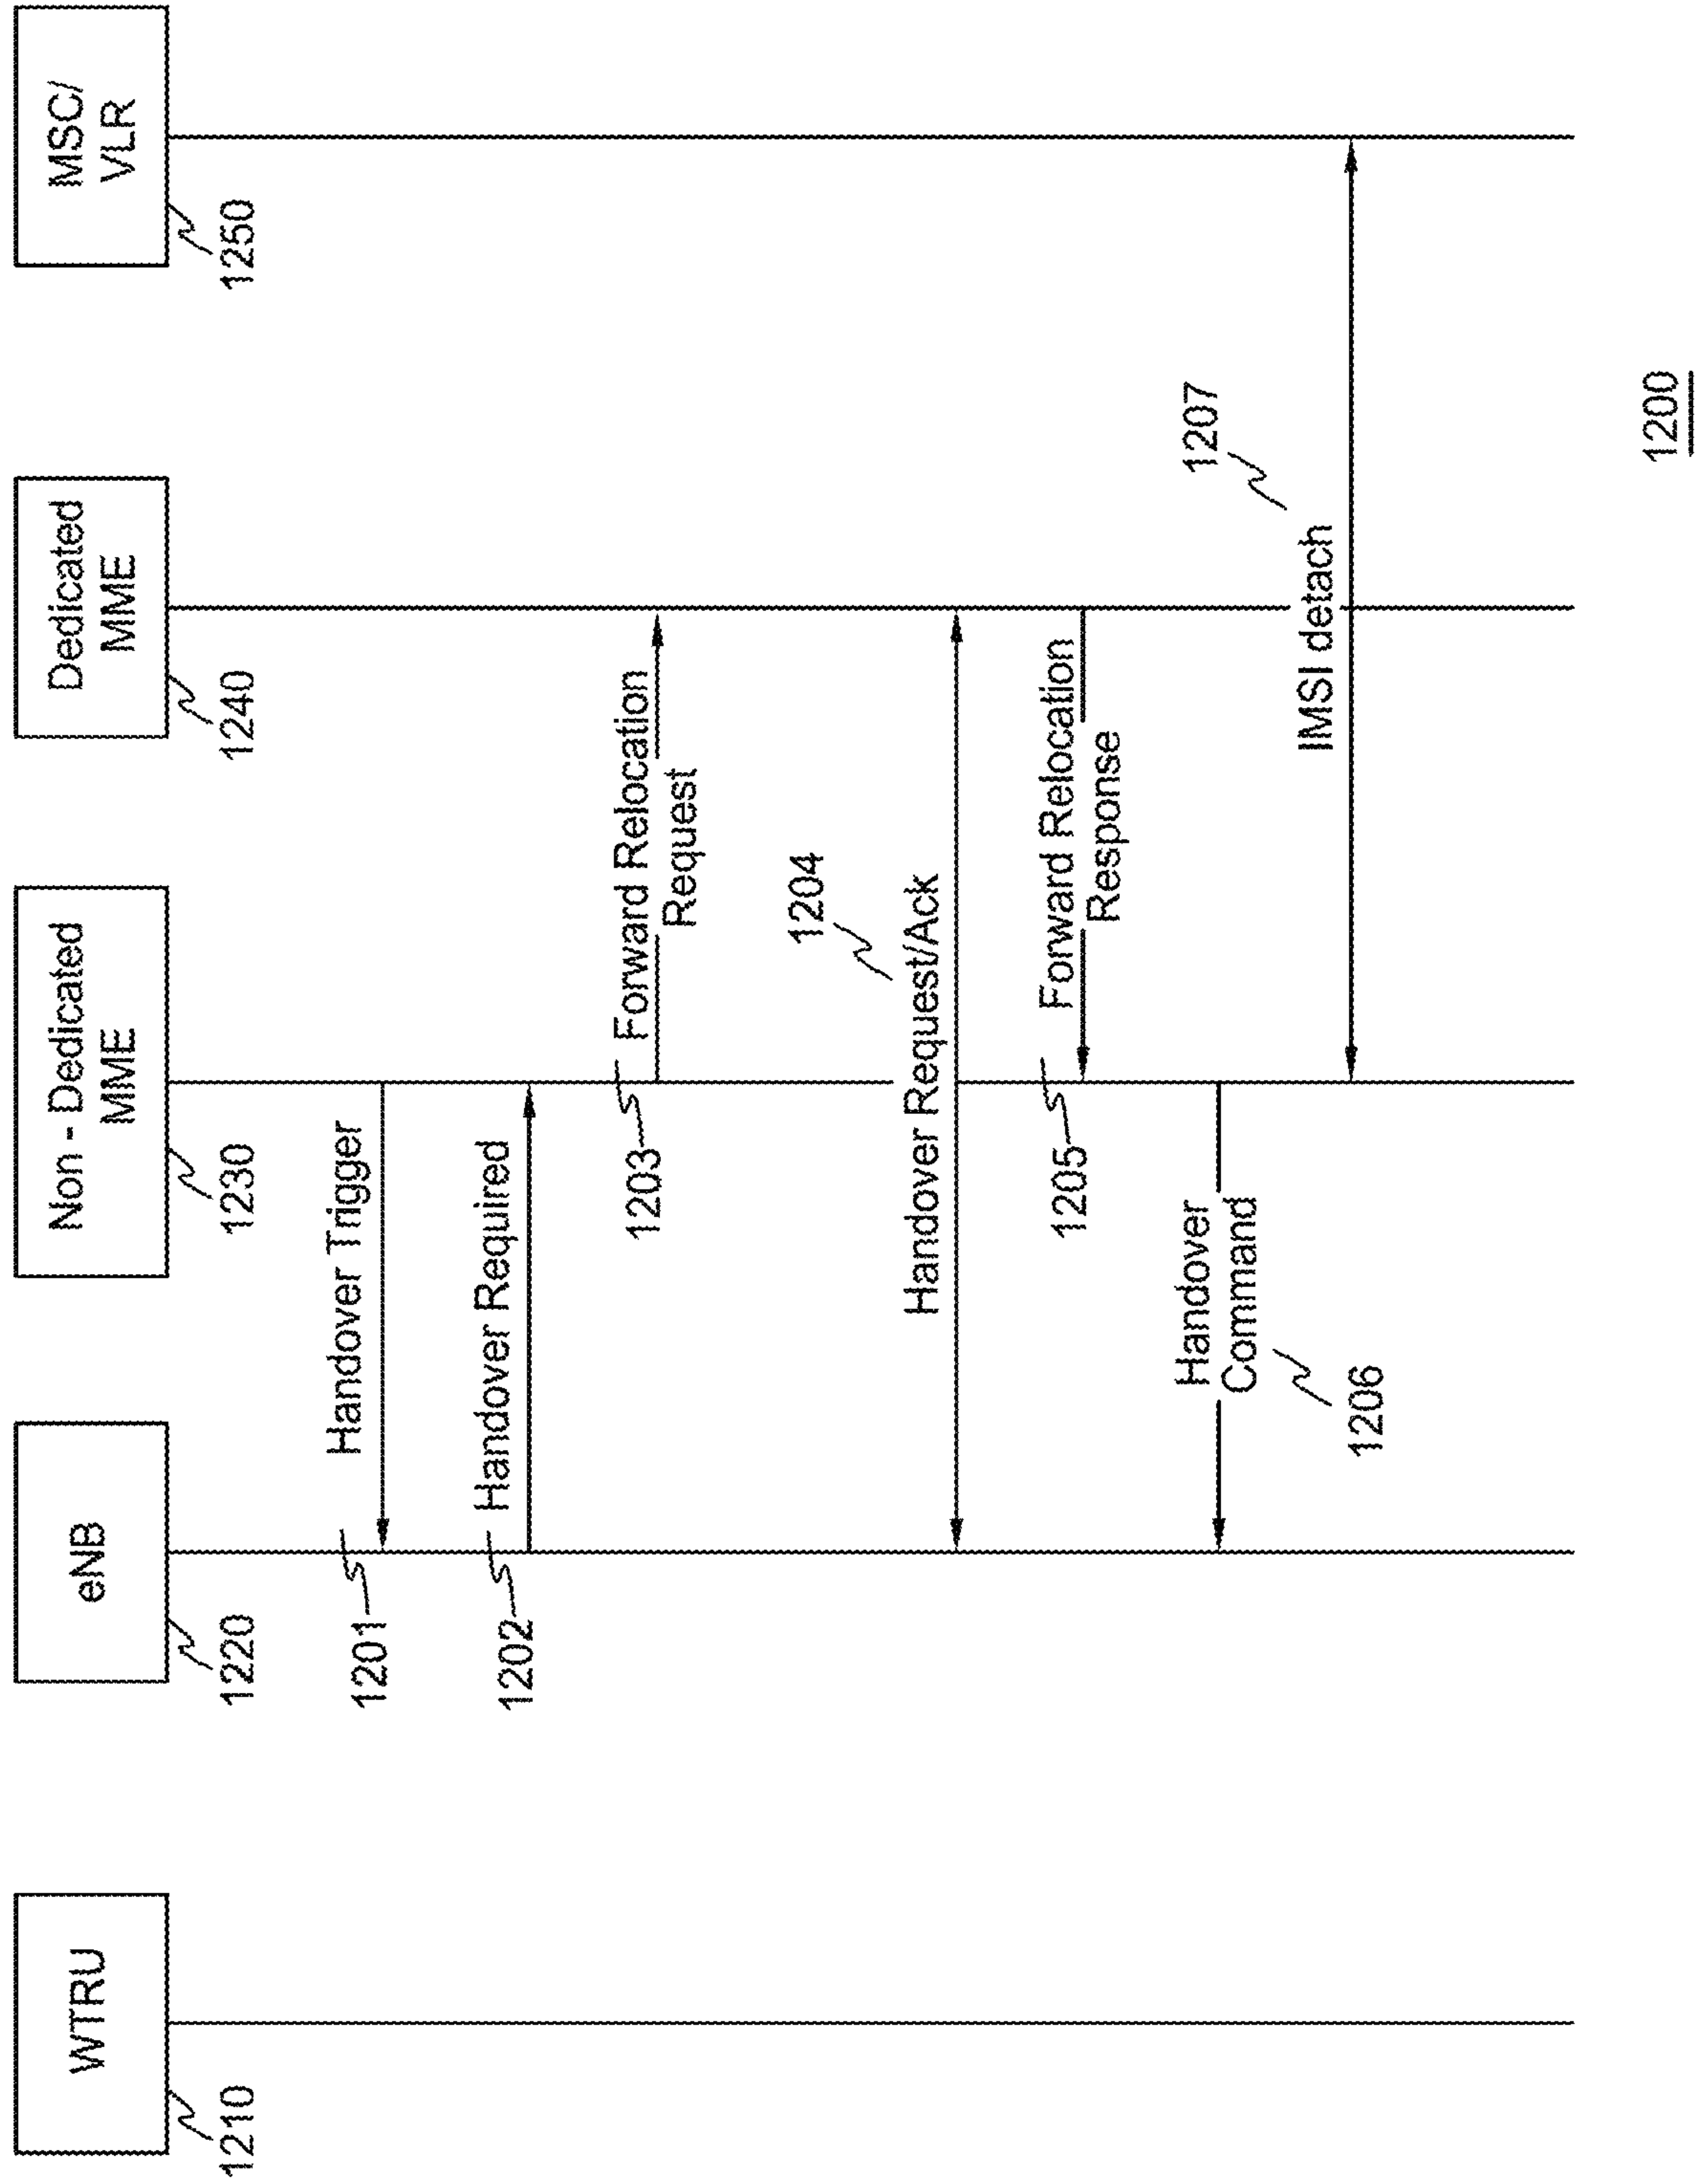 WTRU
1210
eNB
1220
Non - Dedicated
MME
1230
Dedicated
MME
1240
MSC/
VLR
1250
1201
Handover Trigger
1202
Handover Required
1203
Forward Relocation
Request
1204
Handover Request/Ack
1205
Forward Relocation
Response
Handover
Command
1206
1207
IMSI detach
1200